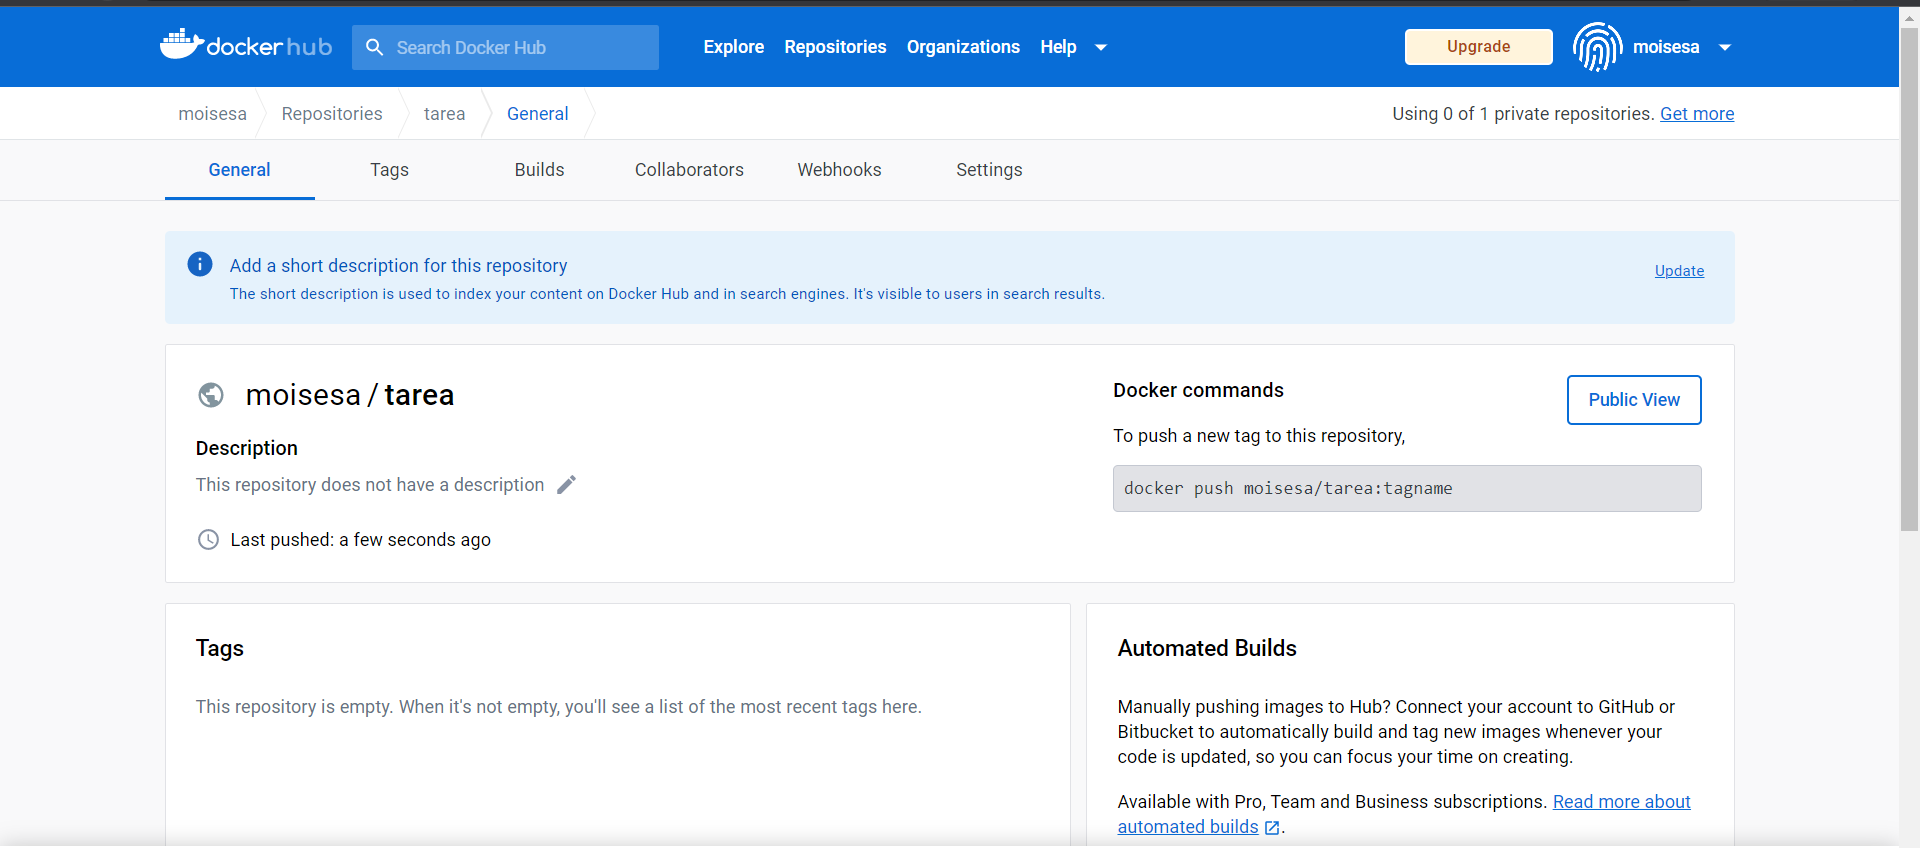 docker hub
Search Docker Hub
Explore Repositories Organizations Help
Upgrade
moisesa
moisesa Repositories tarea General
Using 0 of 1 private repositories. Get more
General Tags Builds Collaborators Webhooks Settings
Add a short description for this repository
The short description is used to index your content on Docker Hub and in search engines. It's visible to users in search results.
Update
moisesa / tarea
Description
This repository does not have a description
Last pushed: a few seconds ago
Docker commands
Public View
To push a new tag to this repository,
docker push moisesa/tarea:tagname
Tags
This repository is empty. When it's not empty, you'll see a list of the most recent tags here.
Automated Builds
Manually pushing images to Hub? Connect your account to GitHub or
Bitbucket to automatically build and tag new images whenever your
code is updated, so you can focus your time on creating.
Available with Pro, Team and Business subscriptions. Read more about
automated builds .